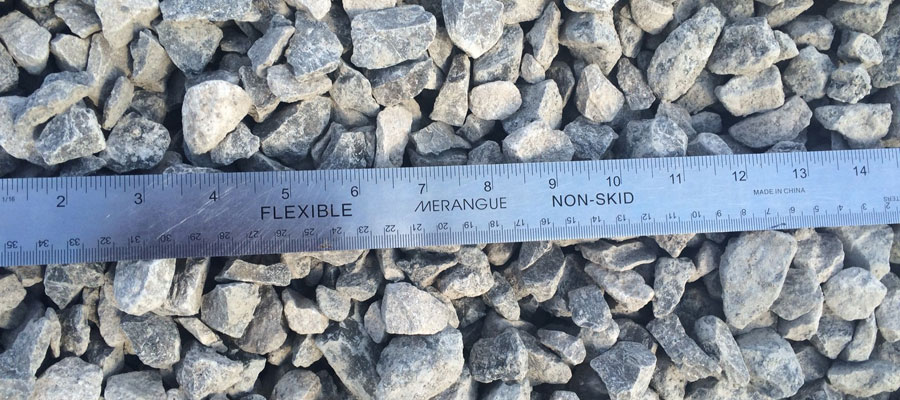 1/16 2 3 4 5 6 7 8 9 10 11 12 13 14
FLEXIBLE MERANGUE NON-SKID MADE IN CHINA
35 34 33 32 31 30 29 28 27 26 25 24 23 22 21 20 19 18 17 16 15 14 13 12 11 10 9 8 7 6 5 4 3 2